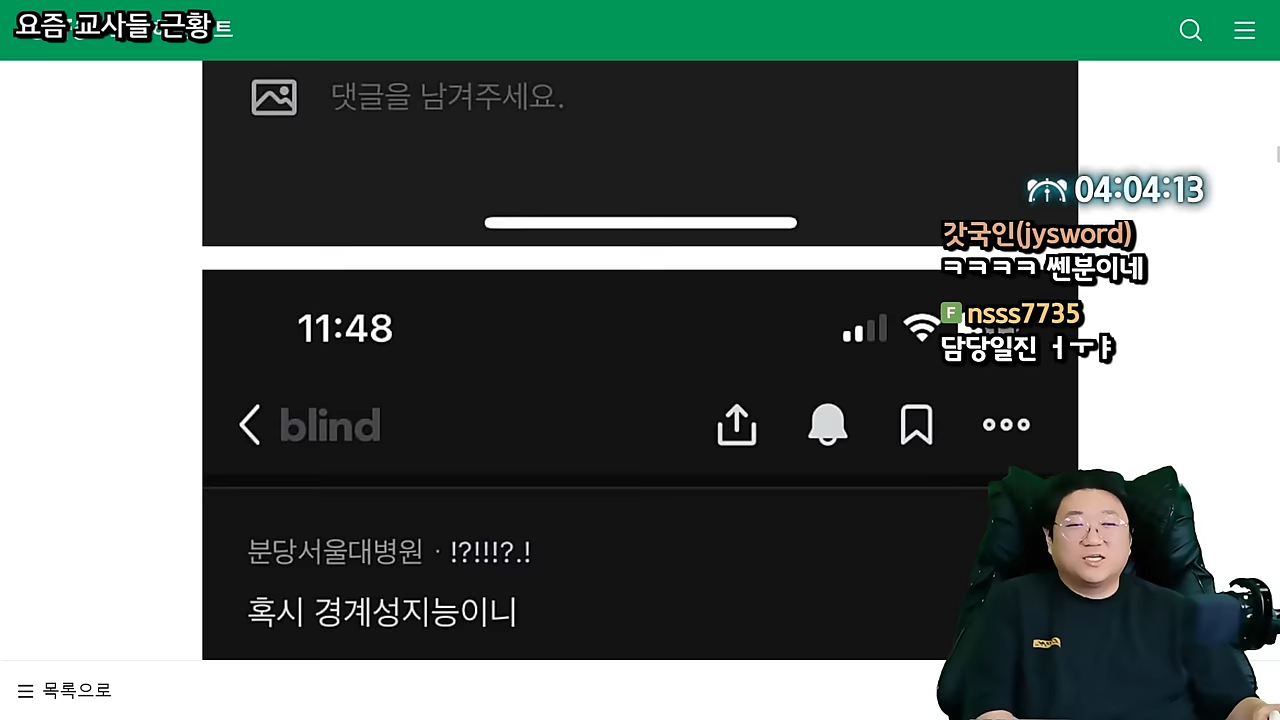 요즘 교사들 근황
트
댓글을 남겨주세요.
04:04:13
갓국인(jysword)
ㅋㅋㅋㅋ 쎈분이네
11:48
F nsss7735
담당일진 ㅓㅜㅑ
blind
분당서울대병원 · !?!!!?.!
혹시 경계성지능이니
목록으로